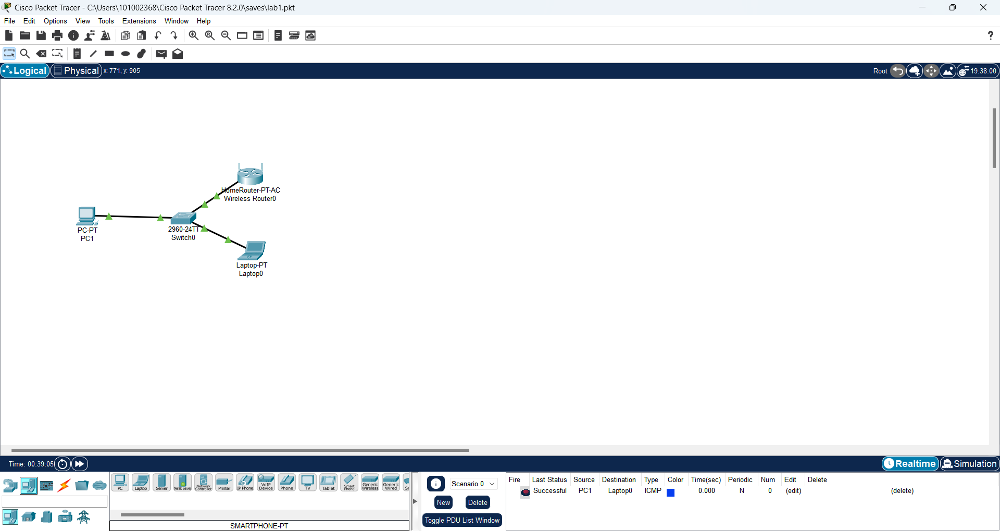 Cisco Packet Tracer - C:\Users\101002368\Cisco Packet Tracer 8.2.0\saves\lab1.pkt
File Edit Options View Tools Extensions Window Help
?
Logical Physical x: 771, y: 905 Root 19:38:00
HomeRouter-PT-AC
Wireless Router0
PC-PT
PC1
2960-24TT
Switch0
Laptop-PT
Laptop0
Time: 00:39:05 Realtime Simulation
PC Laptop Server Meraki Server Network Controller Printer IP Phone VoIP Device Phone TV Tablet Smart Phone Generic Wireless Generic Wired
SMARTPHONE-PT
Scenario 0
New Delete
Toggle PDU List Window
Fire Last Status Source Destination Type Color Time(sec) Periodic Num Edit Delete
Successful PC1 Laptop0 ICMP 0.000 N 0 (edit) (delete)